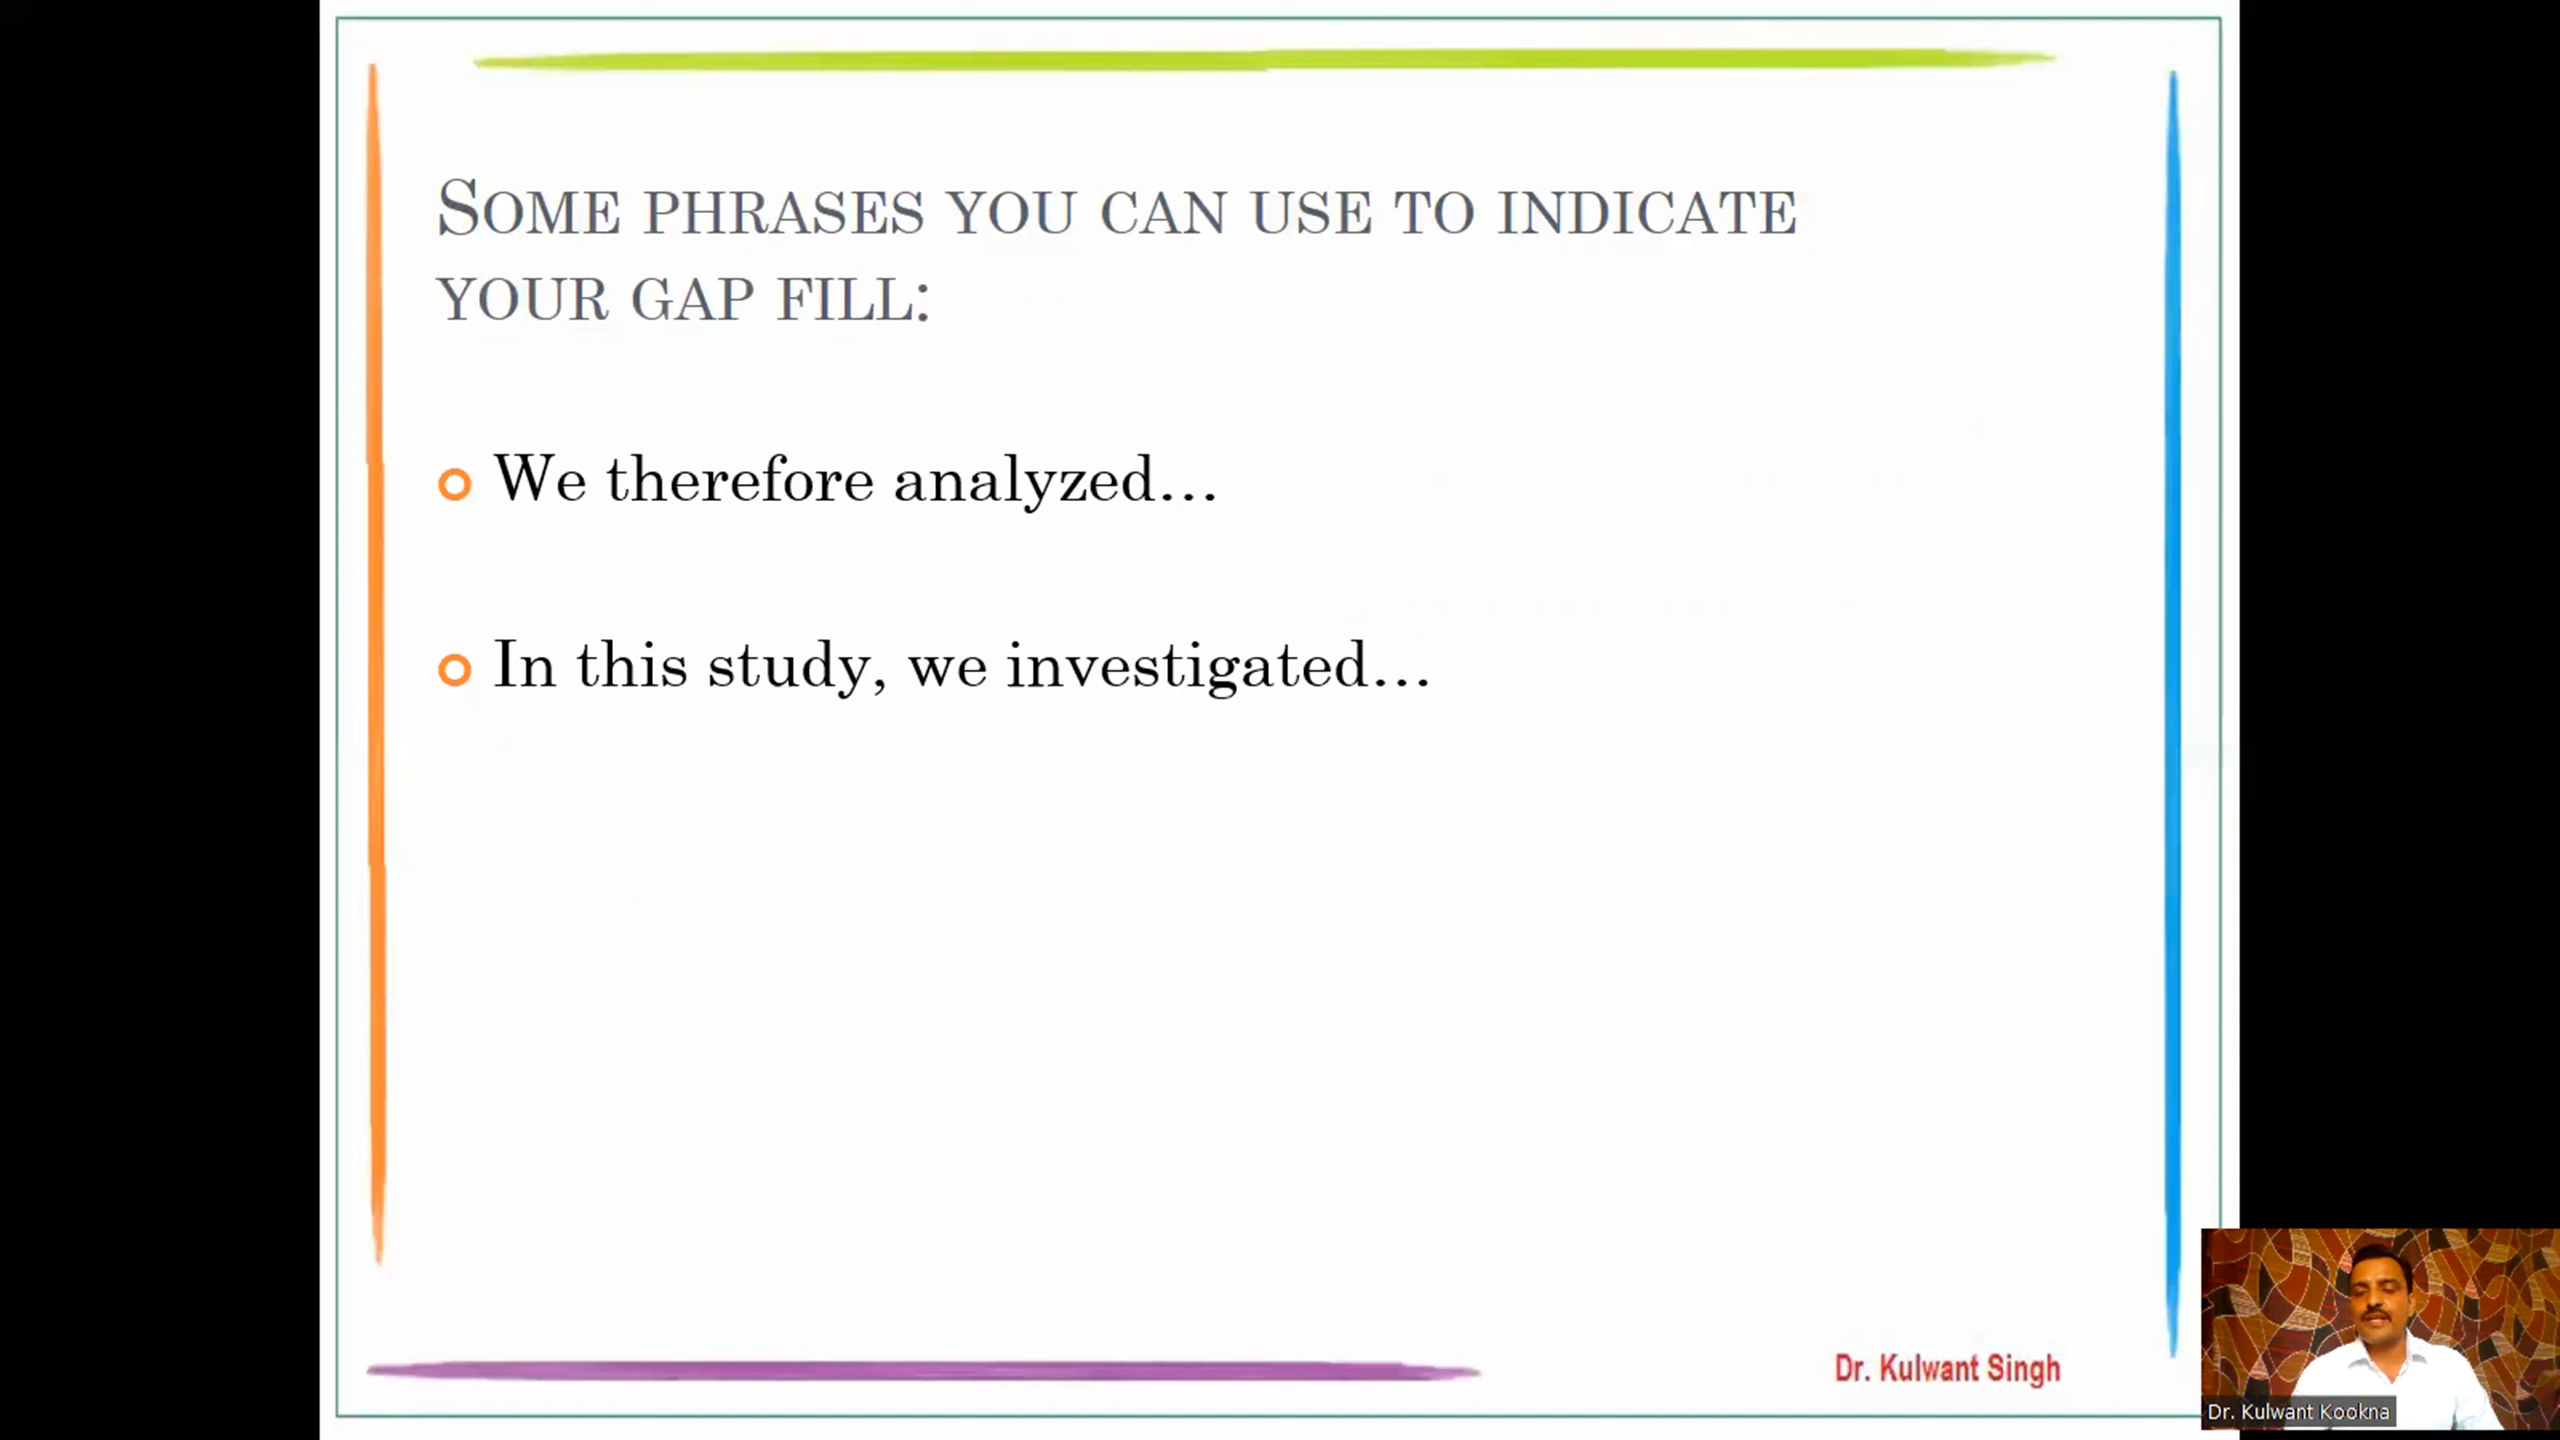 Some phrases you can use to indicate
your gap fill:
We therefore analyzed...
In this study, we investigated...
Dr. Kulwant Singh
Dr. Kulwant Kookna